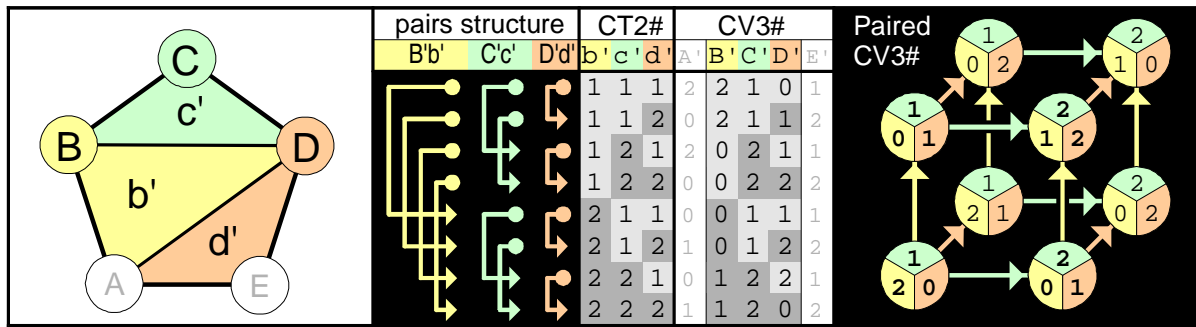 C
c'
B
D
b'
d'
A
E
pairs structure CT2# CV3#
B'b' C'c' D'd' b' c' d' A' B' C' D' E'
1 1 1 2 2 1 0 1
1 1 2 0 2 1 1 2
1 2 1 2 0 2 1 1
1 2 2 0 0 2 2 2
2 1 1 0 0 1 1 1
2 1 2 1 0 1 2 2
2 2 1 0 1 2 2 1
2 2 2 1 1 2 0 2
Paired
CV3#
1 2
0 2 1 0
1 2
0 1 1 2
1 2
2 1 0 2
1 2
2 0 0 1